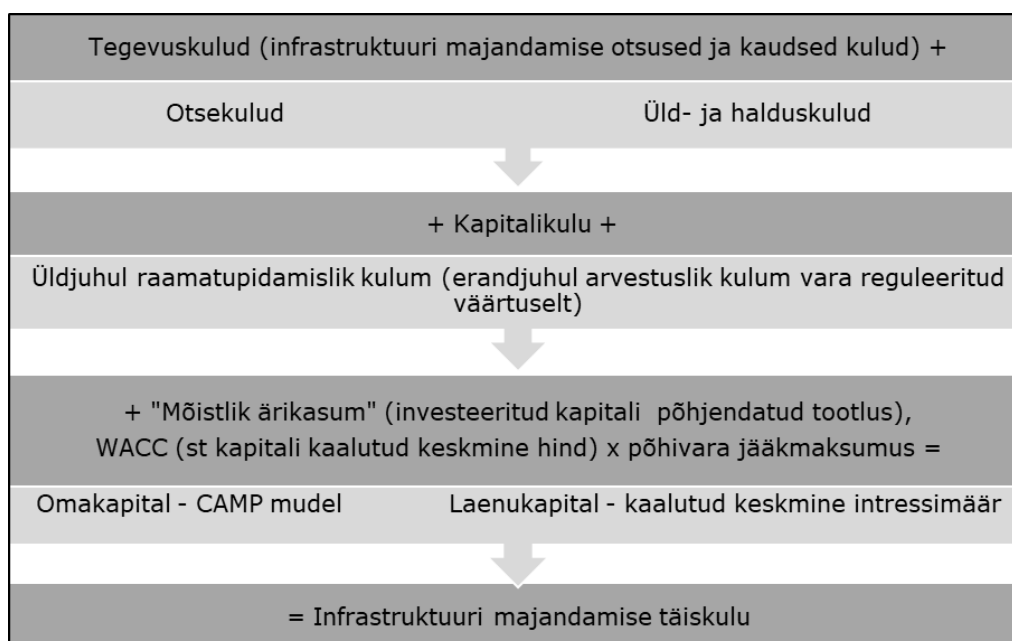 Tegevuskulud (infrastruktuuri majandamise otsused ja kaudsed kulud) +
Otsekulud
Üld- ja halduskulud
+ Kapitalikulu +
Üldjuhul raamatupidamislik kulum (erandjuhul arvestuslik kulum vara reguleeritud
väärtuselt)
+ "Mõistlik ärikasum" (investeeritud kapitali põhjendatud tootlus),
WACC (st kapitali kaalutud keskmine hind) x põhivara jääkmaksumus =
Omakapital - CAMP mudel
Laenukapital - kaalutud keskmine intressimäär
= Infrastruktuuri majandamise täiskulu